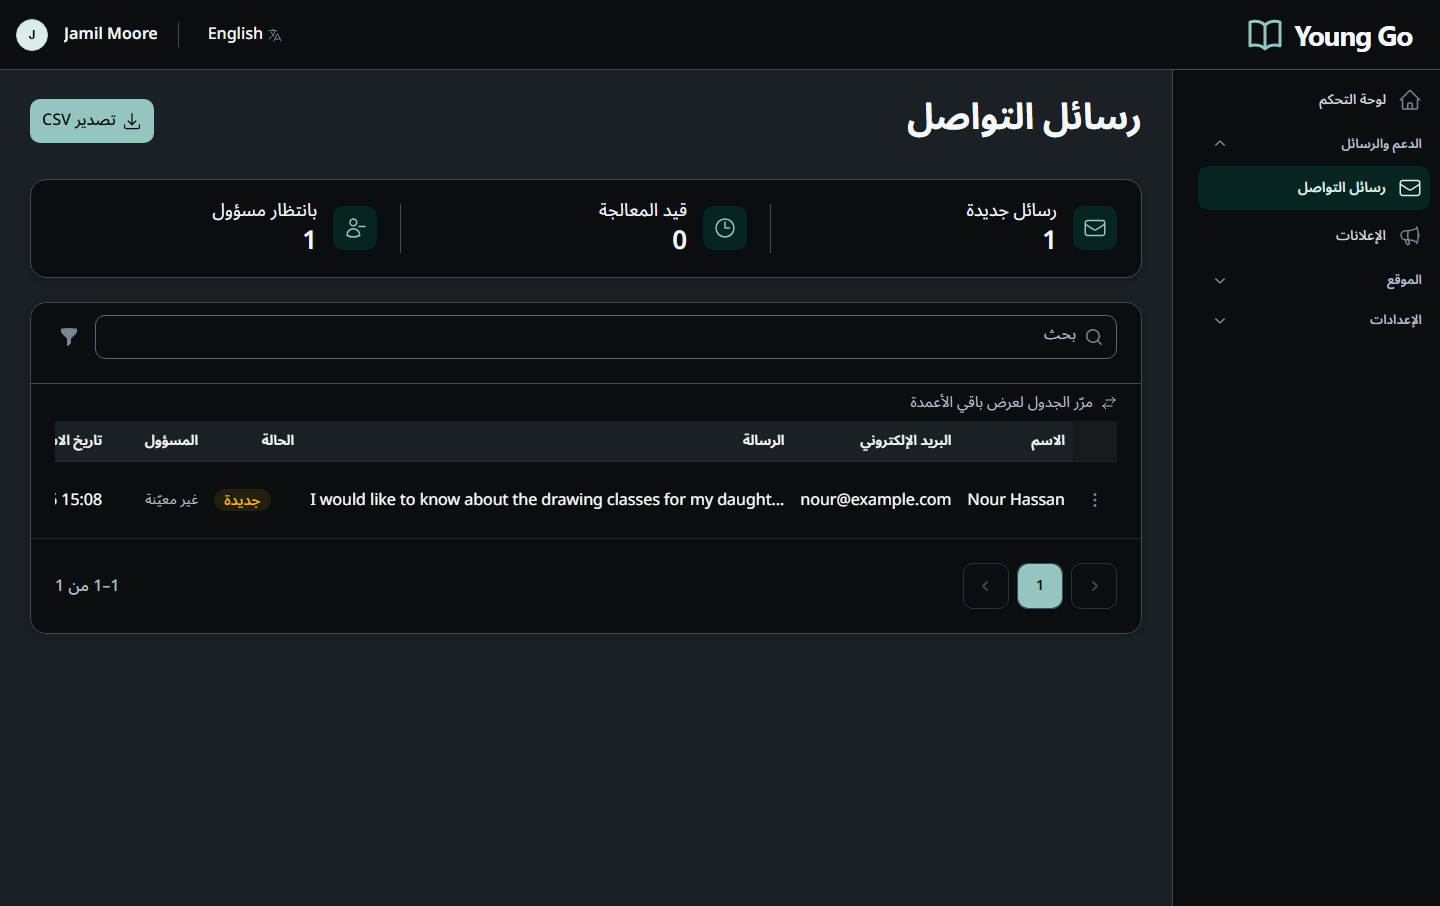 Young Go
English
Jamil Moore
J
لوحة التحكم
الدعم والرسائل
رسائل التواصل
الإعلانات
الموقع
الإعدادات
رسائل التواصل
تصدير CSV
رسائل جديدة
1
قيد المعالجة
0
بانتظار مسؤول
1
بحث
مرّر الجدول لعرض باقي الأعمدة
الاسم البريد الإلكتروني الرسالة الحالة المسؤول تاريخ
Nour Hassan nour@example.com I would like to know about the drawing classes for my daught... جديدة غير معيّنة 15:08
1
1–1 من 1